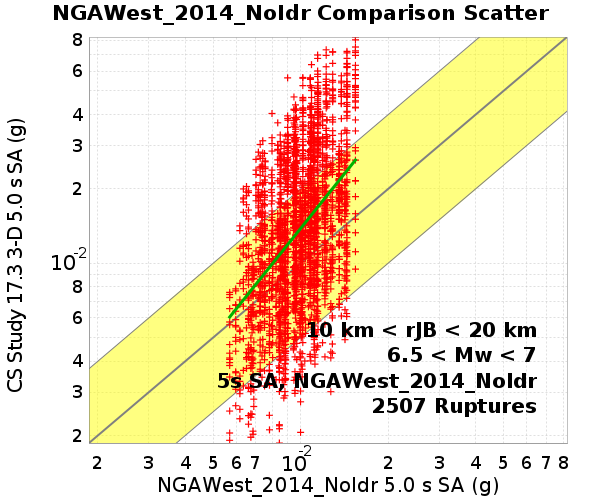 NGAWest_2014_NoIdr Comparison Scatter
CS Study 17.3 3-D 5.0 s SA (g)
8
6
4
3
2
10-2
8
6
4
3
2
10 km < rJB < 20 km
6.5 < Mw < 7
5s SA, NGAWest_2014_NoIdr
2507 Ruptures
2 3 4 5 6 7 10-2 2 3 4 5 6 7 8
NGAWest_2014_NoIdr 5.0 s SA (g)